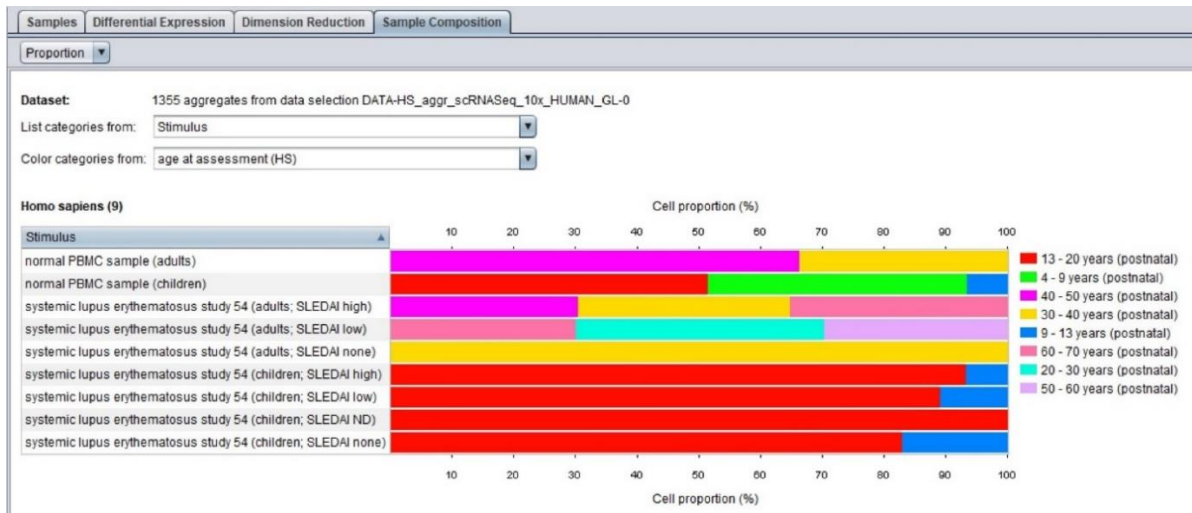 Samples Differential Expression Dimension Reduction Sample Composition
Proportion
Dataset: 1355 aggregates from data selection DATA-HS_aggr_scRNASeq_10x_HUMAN_GL-0
List categories from: Stimulus
Color categories from: age at assessment (HS)
Homo sapiens (9) Cell proportion (%)
Stimulus 10 20 30 40 50 60 70 80 90 100
normal PBMC sample (adults) 13 - 20 years (postnatal)
normal PBMC sample (children) 4 - 9 years (postnatal)
40 - 50 years (postnatal)
systemic lupus erythematosus study 54 (adults; SLEDAI high) 30 - 40 years (postnatal)
systemic lupus erythematosus study 54 (adults; SLEDAI low) 9 - 13 years (postnatal)
systemic lupus erythematosus study 54 (adults; SLEDAI none) 60 - 70 years (postnatal)
systemic lupus erythematosus study 54 (children; SLEDAI high) 20 - 30 years (postnatal)
systemic lupus erythematosus study 54 (children; SLEDAI low) 50 - 60 years (postnatal)
systemic lupus erythematosus study 54 (children; SLEDAI ND)
systemic lupus erythematosus study 54 (children; SLEDAI none)
10 20 30 40 50 60 70 80 90 100
Cell proportion (%)